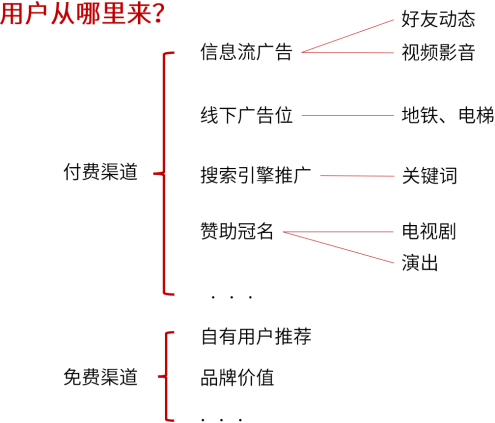 用户从哪里来？
付费渠道
信息流广告
好友动态
视频影音
线下广告位
地铁、电梯
搜索引擎推广
关键词
赞助冠名
电视剧
演出
. . .
免费渠道
自有用户推荐
品牌价值
. . .